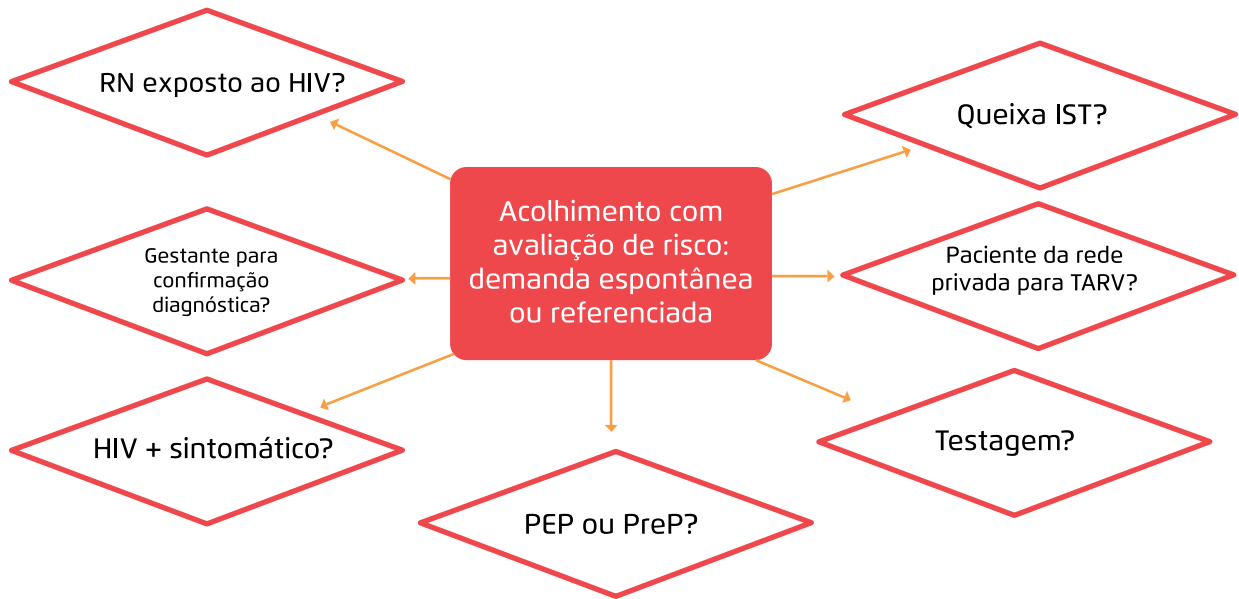 RN exposto ao HIV?
Queixa IST?
Acolhimento com
avaliação de risco:
demanda espontânea
ou referenciada
Gestante para
confirmação
diagnóstica?
Paciente da rede
privada para TARV?
HIV + sintomático?
Testagem?
PEP ou PreP?